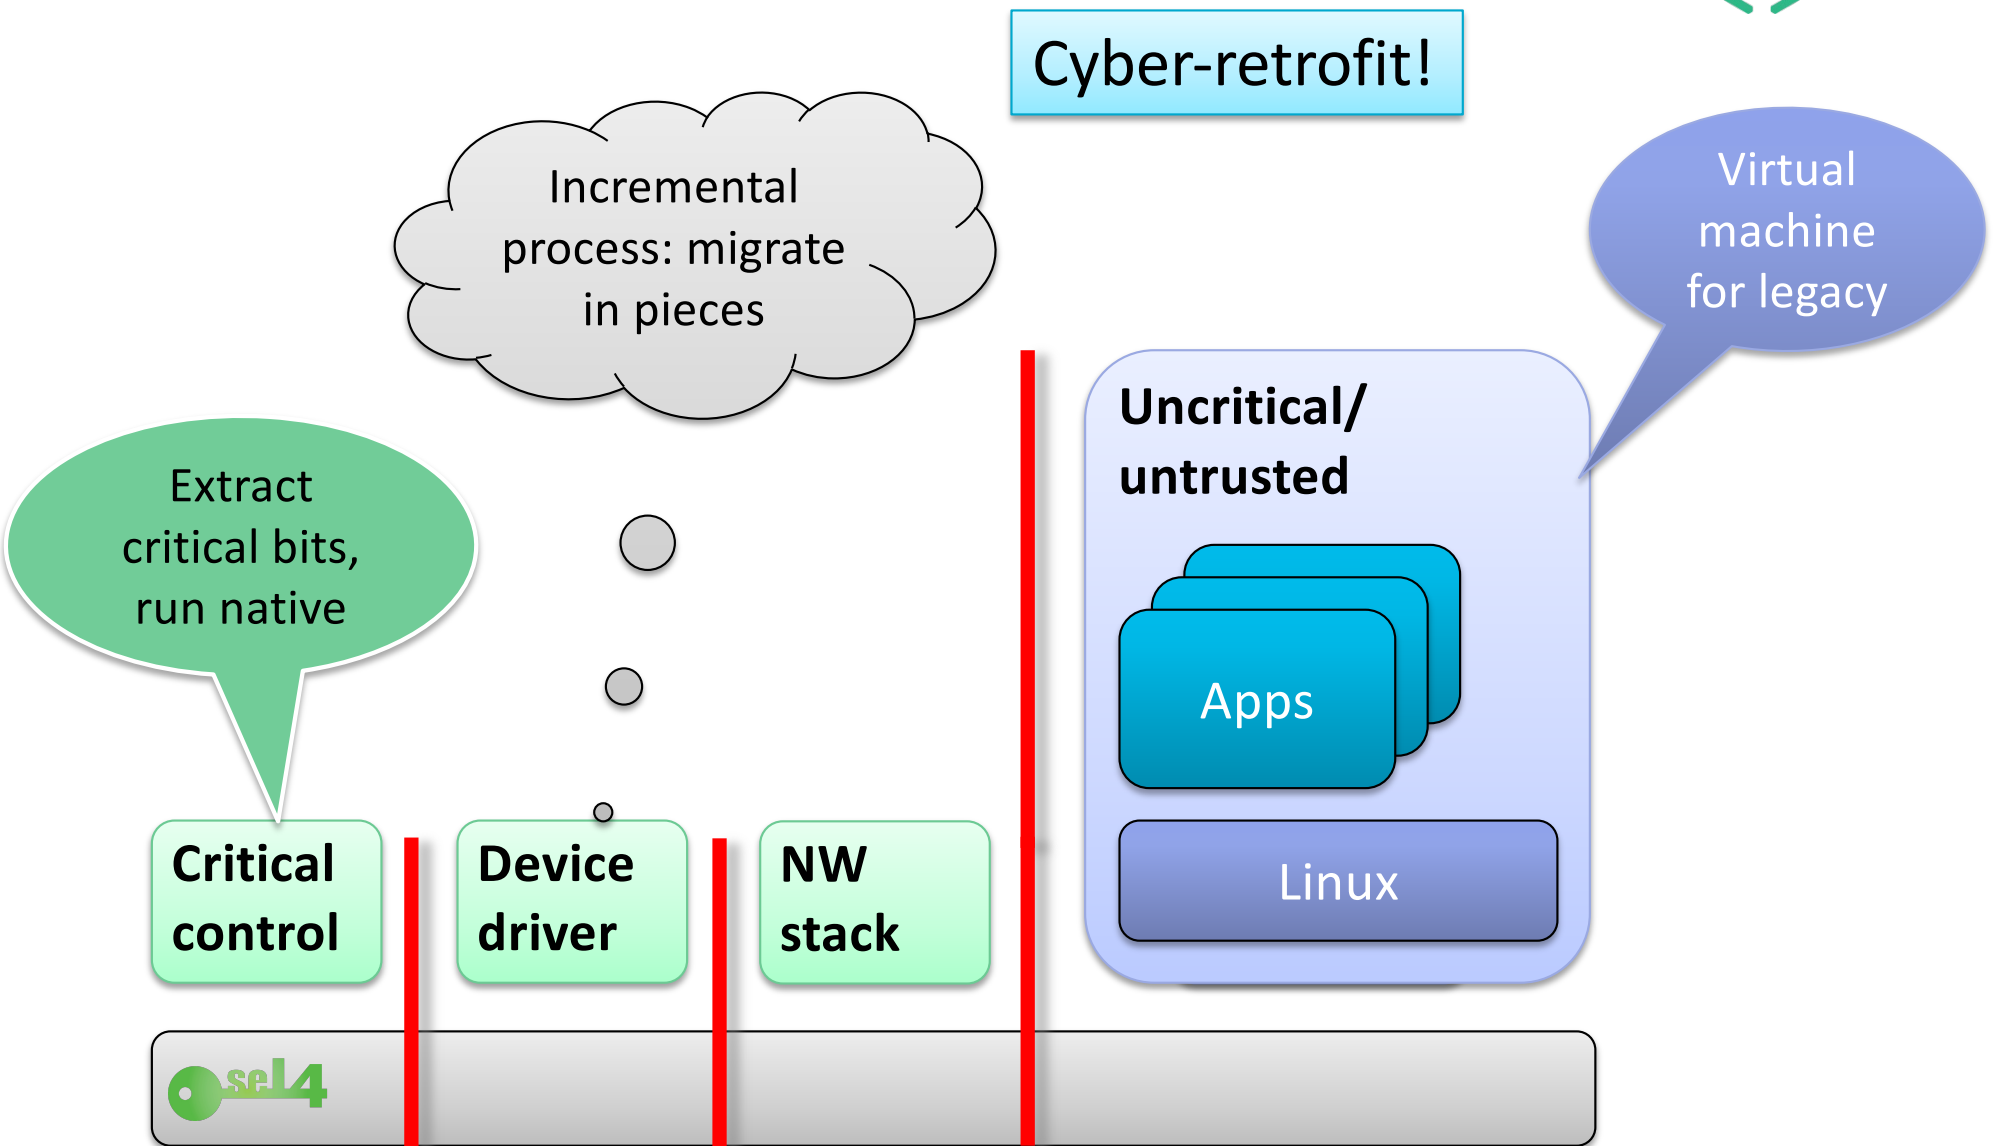 Cyber-retrofit!
Incremental
process: migrate
in pieces
Virtual
machine
for legacy
Extract
critical bits,
run native
Uncritical/
untrusted
Apps
Linux
Critical
control
Device
driver
NW
stack
seL4